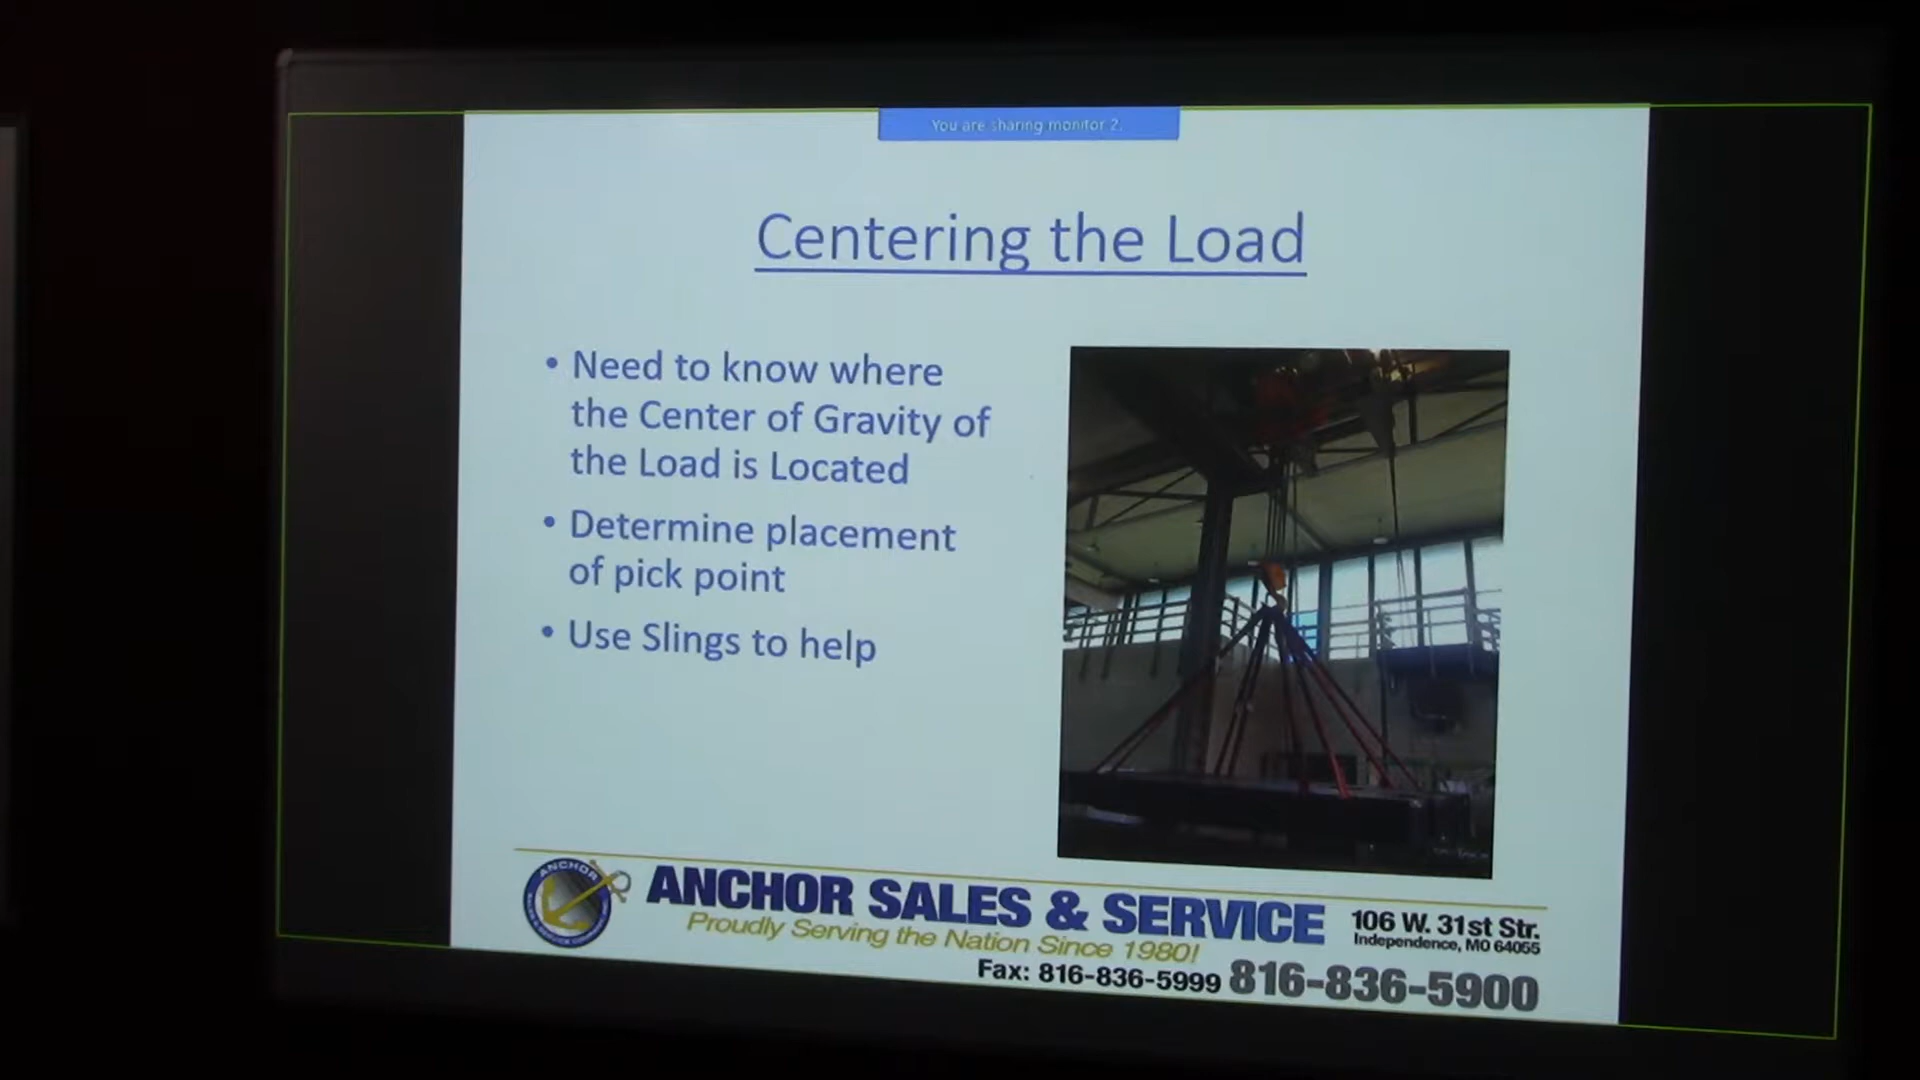 You are sharing monitor 2.
Centering the Load
• Need to know where
the Center of Gravity of
the Load is Located
• Determine placement
of pick point
• Use Slings to help
ANCHOR
ANCHOR SALES & SERVICE
Proudly Serving the Nation Since 1980!
106 W. 31st Str.
Independence, MO 64055
Fax: 816-836-5999 816-836-5900